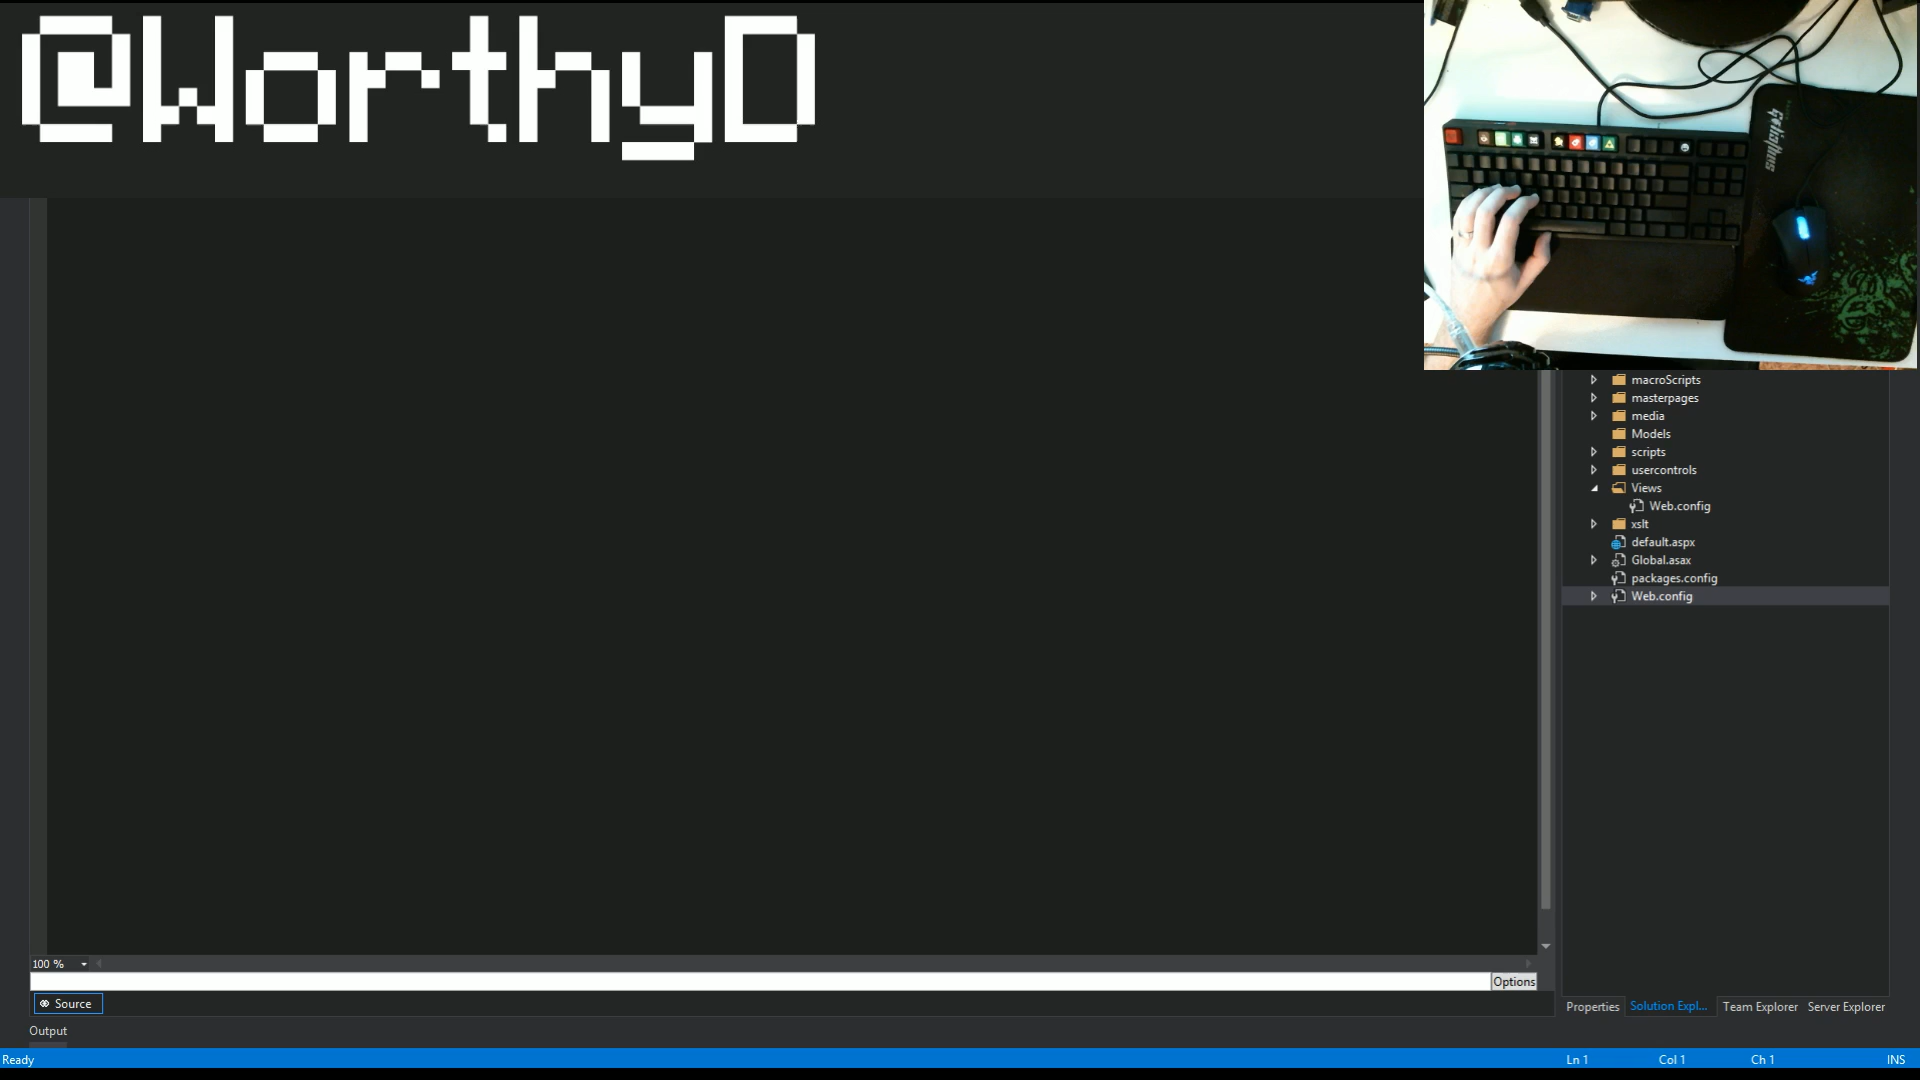 @WorthyD
macroScripts
masterpages
media
Models
scripts
usercontrols
Views
Web.config
xslt
default.aspx
Global.asax
packages.config
Web.config
100 %
Options
Source
Properties
Solution Expl...
Team Explorer
Server Explorer
Output
Ready
Ln 1
Col 1
Ch 1
INS